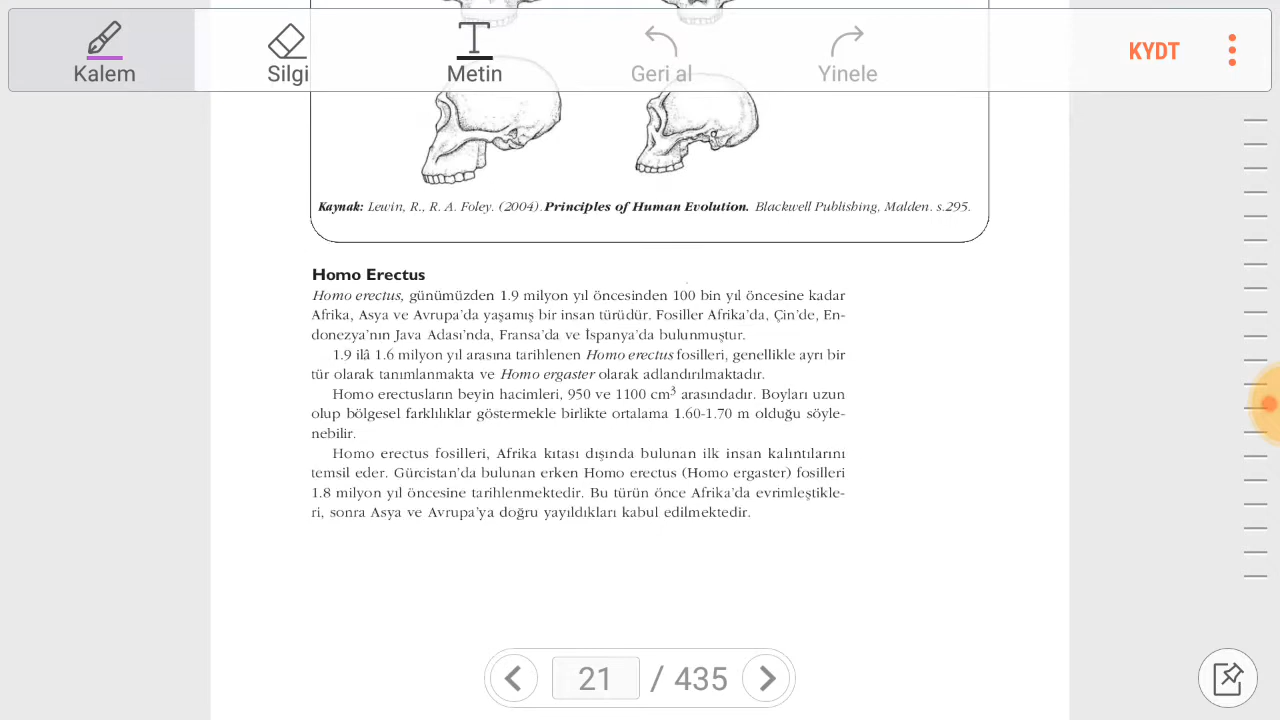 Kalem
Silgi
Metin
Geri al
Yinele
KYDT
Kaynak: Lewin, R., R. A. Foley. (2004). Principles of Human Evolution. Blackwell Publishing, Malden. s.295.
Homo Erectus
Homo erectus, günümüzden 1.9 milyon yıl öncesinden 100 bin yıl öncesine kadar
Afrika, Asya ve Avrupa'da yaşamış bir insan türüdür. Fosiller Afrika'da, Çin'de, En-
donezya'nın Java Adası'nda, Fransa'da ve İspanya'da bulunmuştur.
1.9 ilâ 1.6 milyon yıl arasına tarihlenen Homo erectus fosilleri, genellikle ayrı bir
tür olarak tanımlanmakta ve Homo ergaster olarak adlandırılmaktadır.
Homo erectusların beyin hacimleri, 950 ve 1100 cm³ arasındadır. Boyları uzun
olup bölgesel farklılıklar göstermekle birlikte ortalama 1.60-1.70 m olduğu söyle-
nebilir.
Homo erectus fosilleri, Afrika kıtası dışında bulunan ilk insan kalıntılarını
temsil eder. Gürcistan'da bulunan erken Homo erectus (Homo ergaster) fosilleri
1.8 milyon yıl öncesine tarihlenmektedir. Bu türün önce Afrika'da evrimleştikle-
ri, sonra Asya ve Avrupa'ya doğru yayıldıkları kabul edilmektedir.
21 / 435